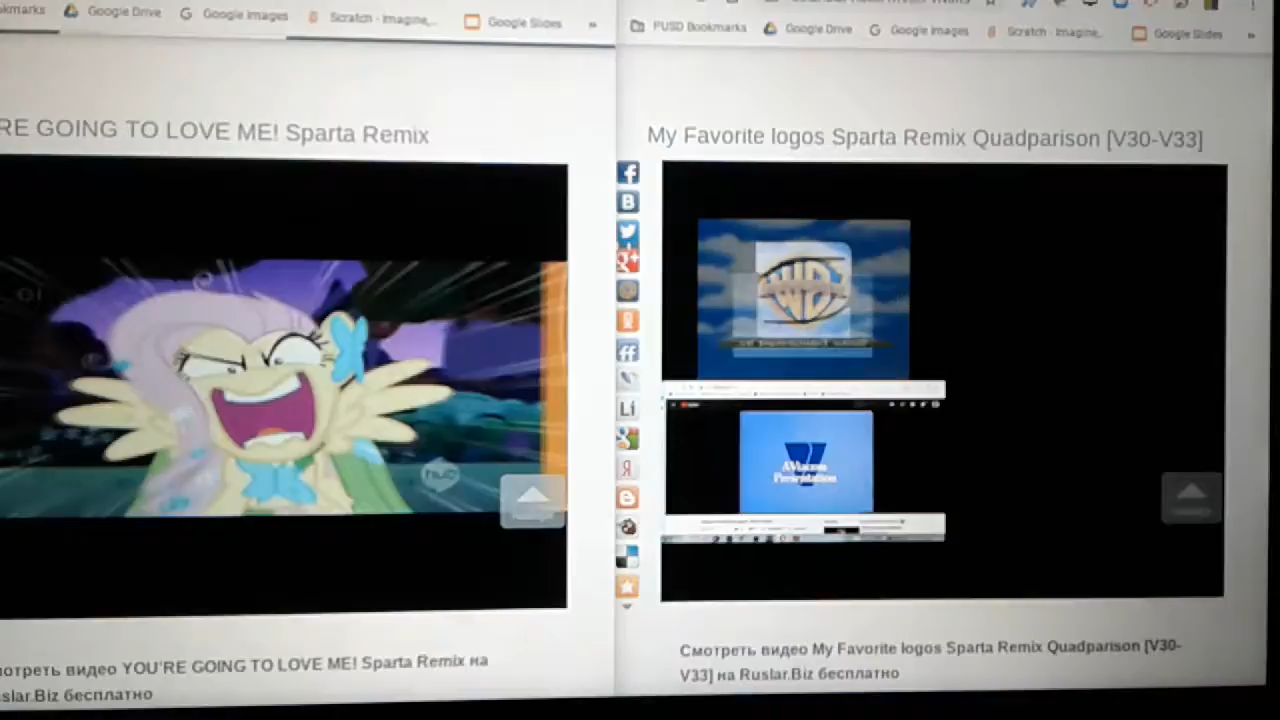 kmarks Google Drive Google Images Scratch - Imagine,... Google Slides »
PUSD Bookmarks Google Drive Google Images Scratch - Imagine,... Google Slides »
RE GOING TO LOVE ME! Sparta Remix
My Favorite logos Sparta Remix Quadparison [V30-V33]
WB
A Viacom
Presentation
hub
мотреть видео YOU'RE GOING TO LOVE ME! Sparta Remix на
slar.Biz бесплатно
Смотреть видео My Favorite logos Sparta Remix Quadparison [V30-
V33] на Ruslar.Biz бесплатно